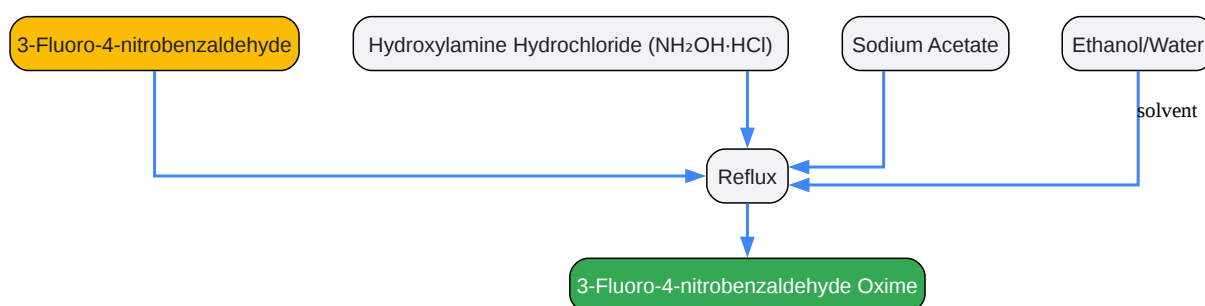 3-Fluoro-4-nitrobenzaldehyde
Hydroxylamine Hydrochloride (NH₂OH·HCl)
Sodium Acetate
Ethanol/Water
solvent
Reflux
3-Fluoro-4-nitrobenzaldehyde Oxime